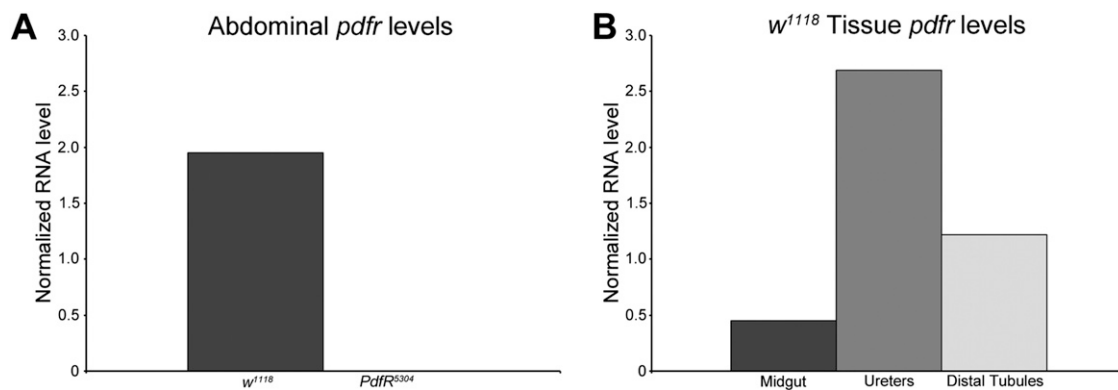 A
Abdominal pdfr levels
Normalized RNA level
3.0
2.5
2.0
1.5
1.0
0.5
0
w1118 PdfR5304
B
w1118 Tissue pdfr levels
Normalized RNA level
3.0
2.5
2.0
1.5
1.0
0.5
0
Midgut Ureters Distal Tubules